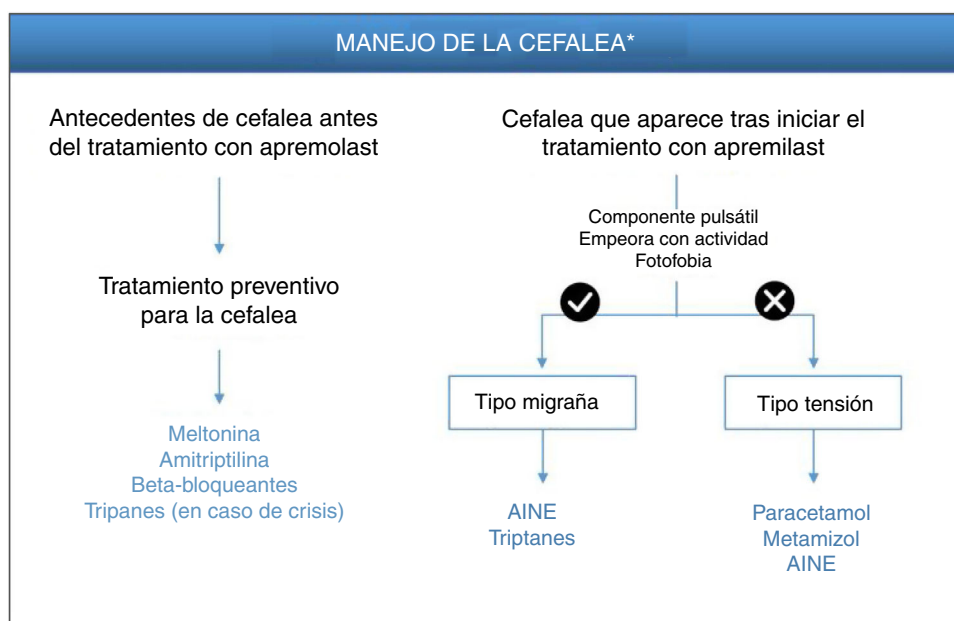 MANEJO DE LA CEFALEA*
Antecedentes de cefalea antes
del tratamiento con apremolast
Tratamiento preventivo
para la cefalea
Meltonina
Amitriptilina
Beta-bloqueantes
Tripanes (en caso de crisis)
Cefalea que aparece tras iniciar el
tratamiento con apremilast
Componente pulsátil
Empeora con actividad
Fotofobia
Tipo migraña
AINE
Triptanes
Tipo tensión
Paracetamol
Metamizol
AINE